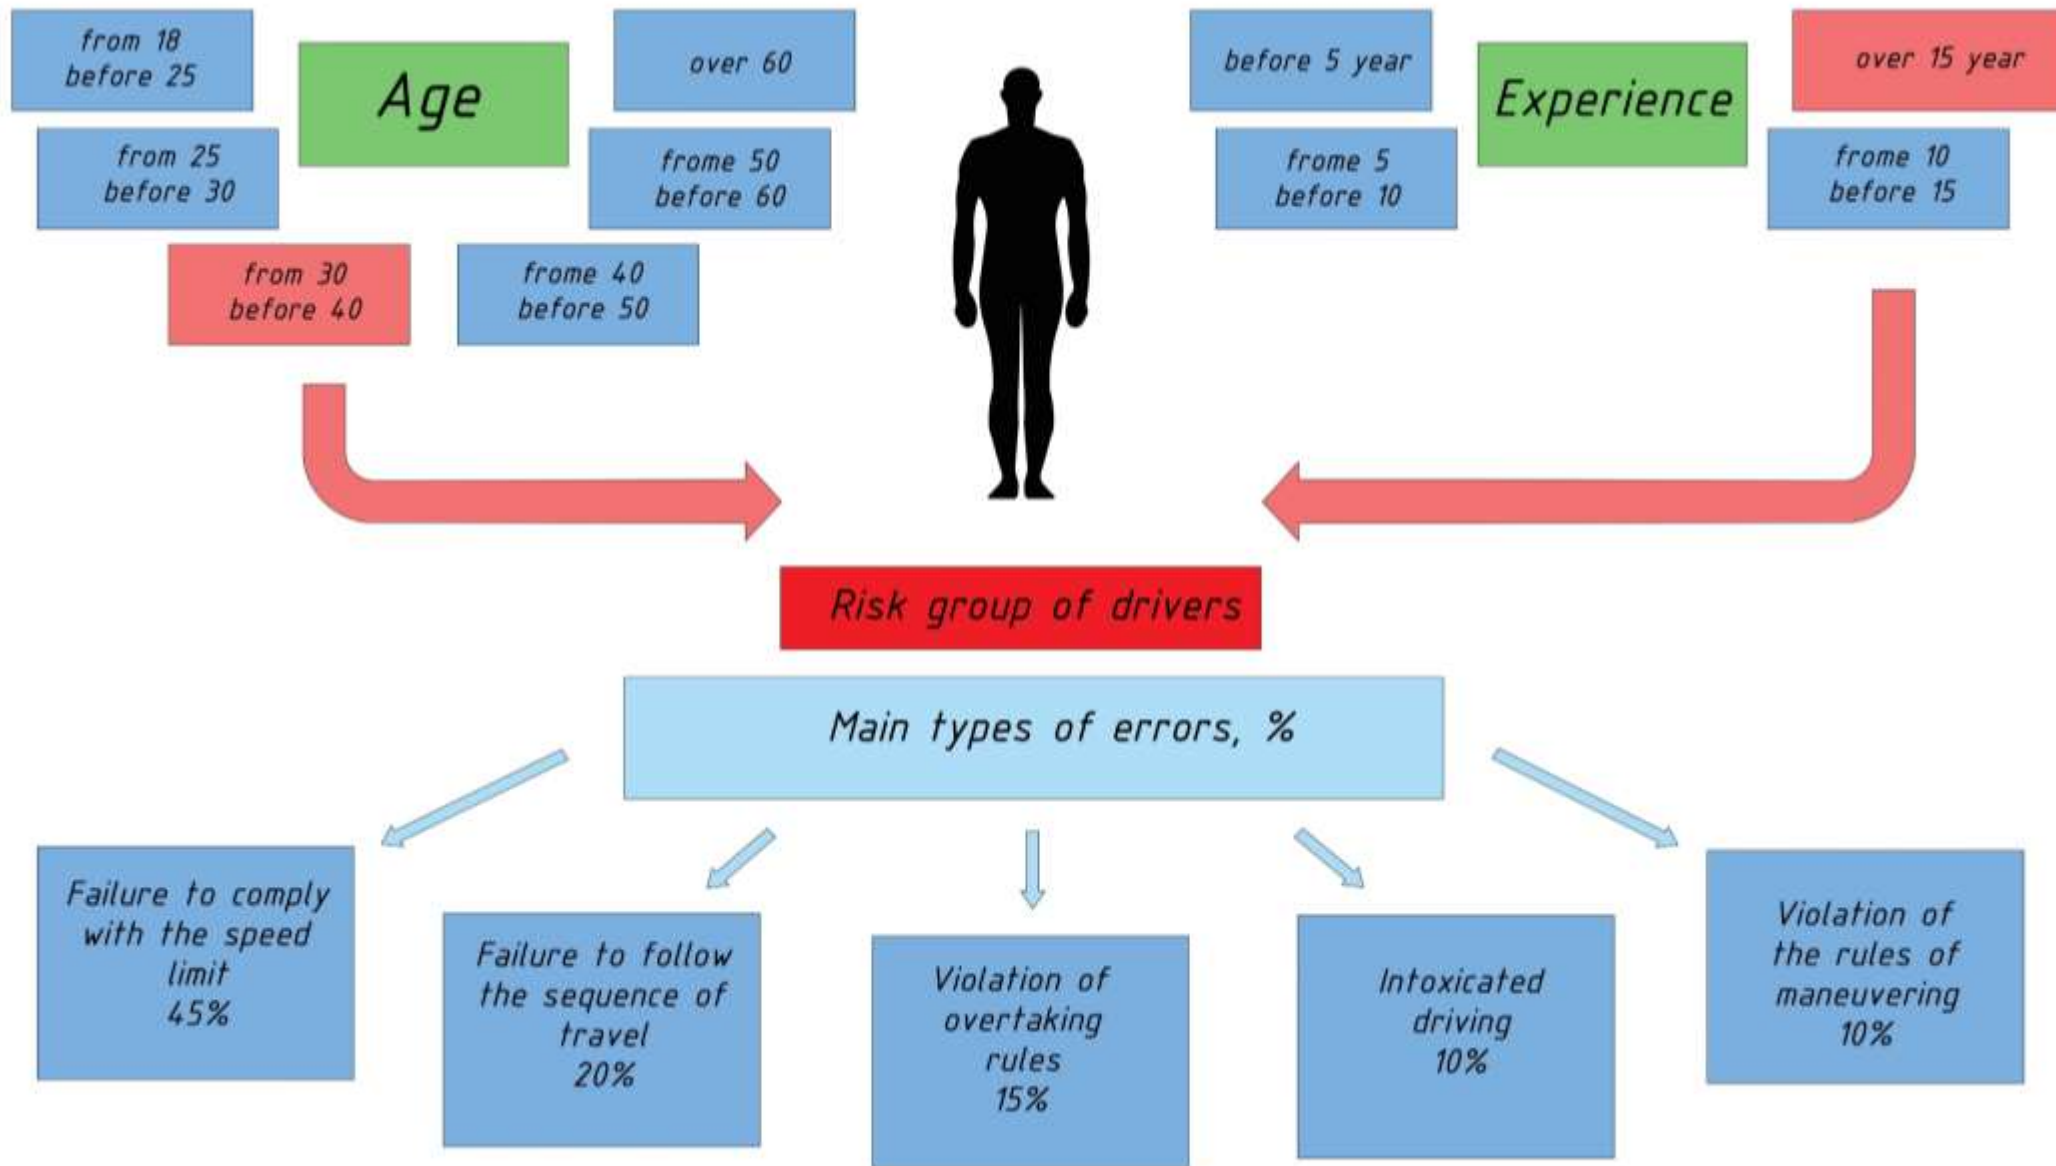 from 18
before 25
Age
over 60
from 25
before 30
frome 50
before 60
from 30
before 40
frome 40
before 50
before 5 year
Experience
over 15 year
frome 5
before 10
frome 10
before 15
Risk group of drivers
Main types of errors, %
Failure to comply
with the speed
limit
45%
Failure to follow
the sequence of
travel
20%
Violation of
overtaking
rules
15%
Intoxicated
driving
10%
Violation of
the rules of
maneuvering
10%